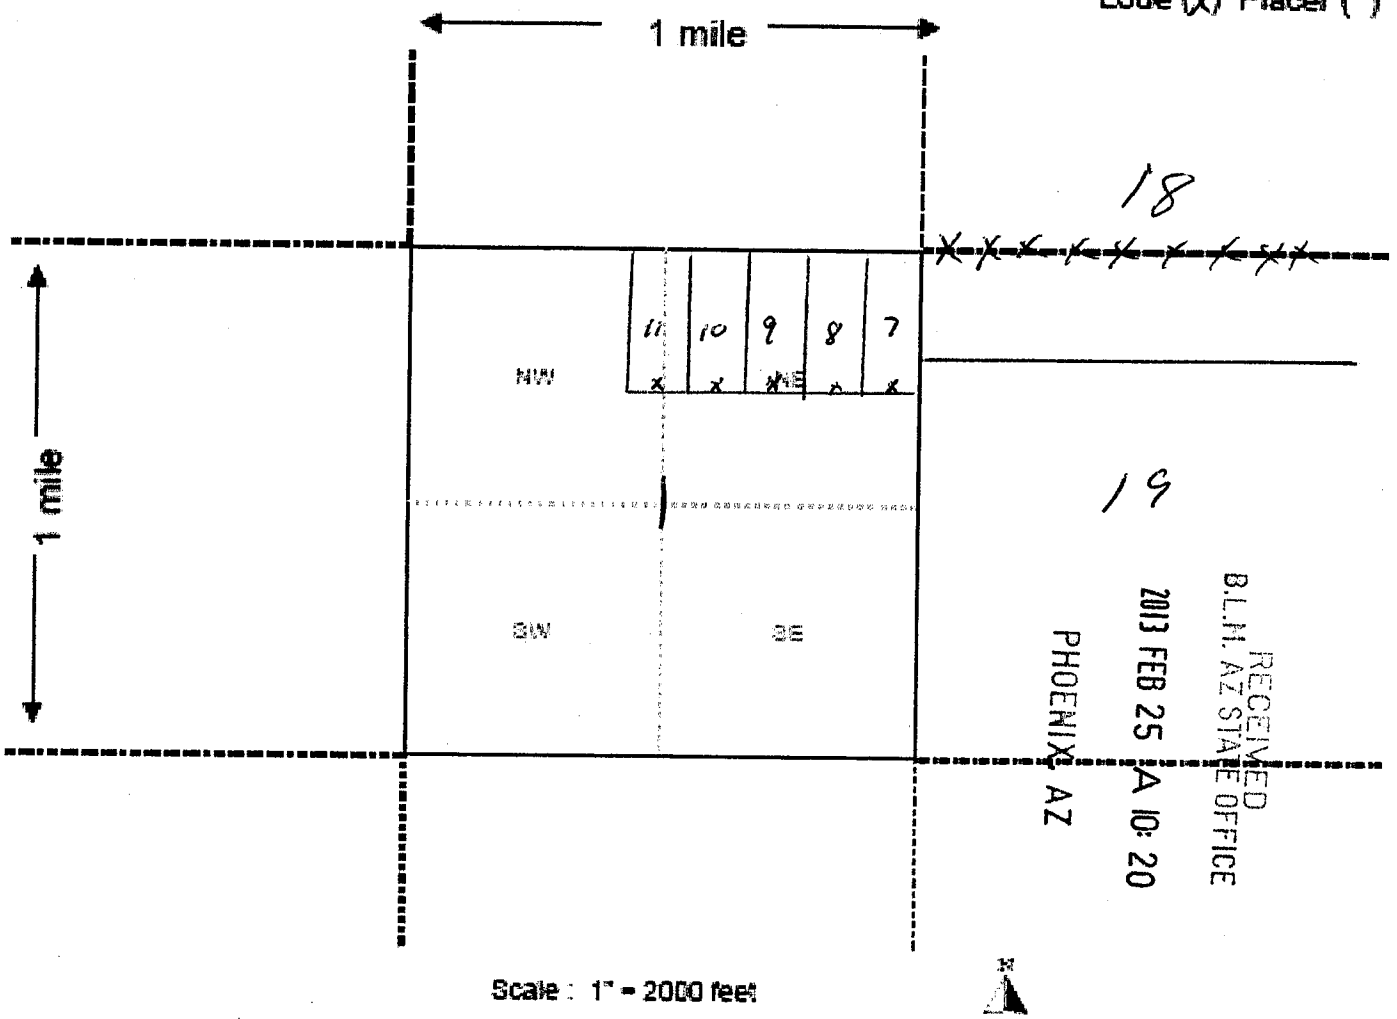 Lode (X) Placer ( )
1 mile
18
11 10 9 8 7
NW NE
x x x x x
1 mile
19
SW SE
RECEIVED
B.L.M. AZ STATE OFFICE
2013 FEB 25 A 10: 20
PHOENIX, AZ
N
Scale : 1" = 2000 feet